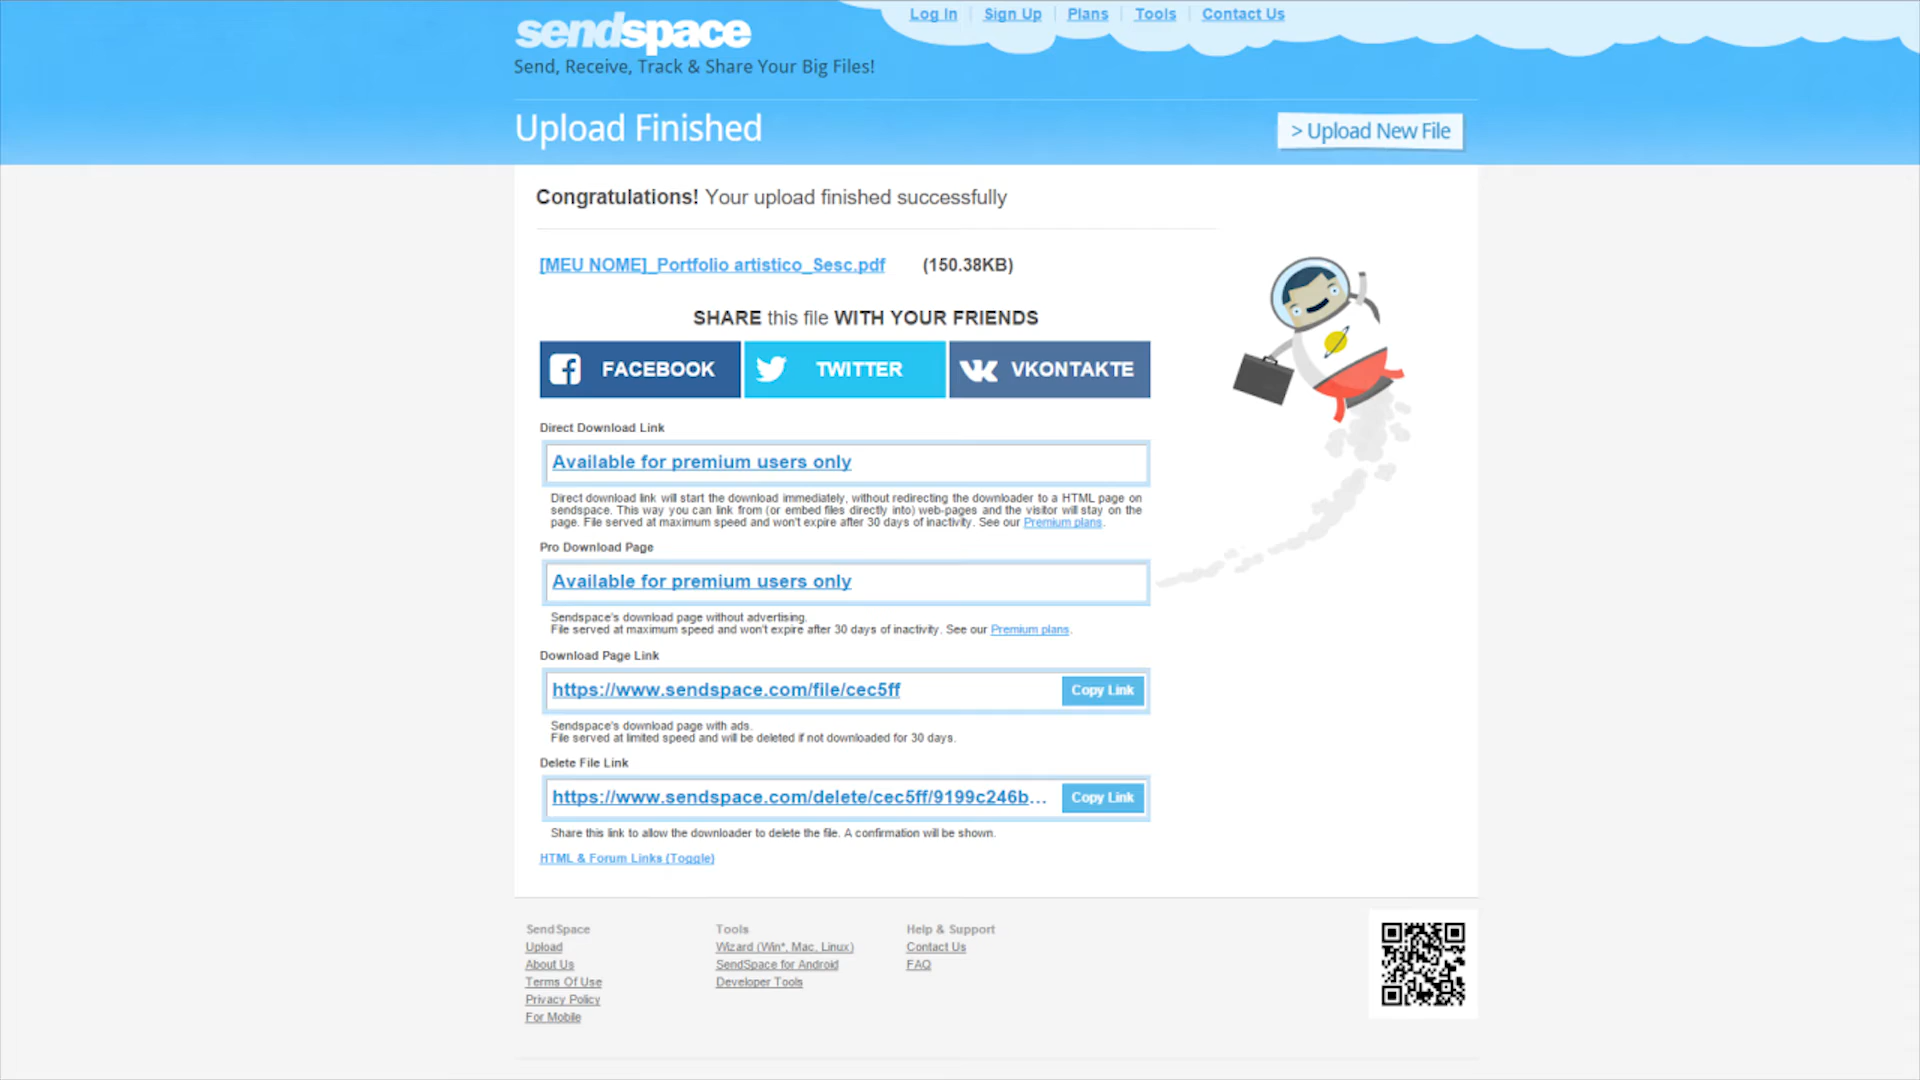 sendspace
Send, Receive, Track & Share Your Big Files!
Log In
Sign Up
Plans
Tools
Contact Us
Upload Finished
> Upload New File
Congratulations! Your upload finished successfully
[MEU NOME]_Portfolio artistico_Sesc.pdf (150.38KB)
SHARE this file WITH YOUR FRIENDS
FACEBOOK
TWITTER
VKONTAKTE
Direct Download Link
Available for premium users only
Direct download link will start the download immediately, without redirecting the downloader to a HTML page on
sendspace. This way you can link from (or embed files directly into) web-pages and the visitor will stay on the
page. File served at maximum speed and won't expire after 30 days of inactivity. See our Premium plans.
Pro Download Page
Available for premium users only
Sendspace's download page without advertising.
File served at maximum speed and won't expire after 30 days of inactivity. See our Premium plans.
Download Page Link
https://www.sendspace.com/file/cec5ff
Copy Link
Sendspace's download page with ads.
File served at limited speed and will be deleted if not downloaded for 30 days.
Delete File Link
https://www.sendspace.com/delete/cec5ff/9199c246b...
Copy Link
Share this link to allow the downloader to delete the file. A confirmation will be shown.
HTML & Forum Links (Toggle)
SendSpace
Upload
About Us
Terms Of Use
Privacy Policy
For Mobile
Tools
Wizard (Win*, Mac, Linux)
SendSpace for Android
Developer Tools
Help & Support
Contact Us
FAQ